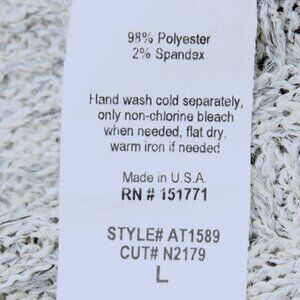 98% Polyester
2% Spandex
Hand wash cold separately,
only non-chlorine bleach
when needed, flat dry,
warm iron if needed
Made in U.S.A.
RN # 151771
STYLE# AT1589
CUT# N2179
L